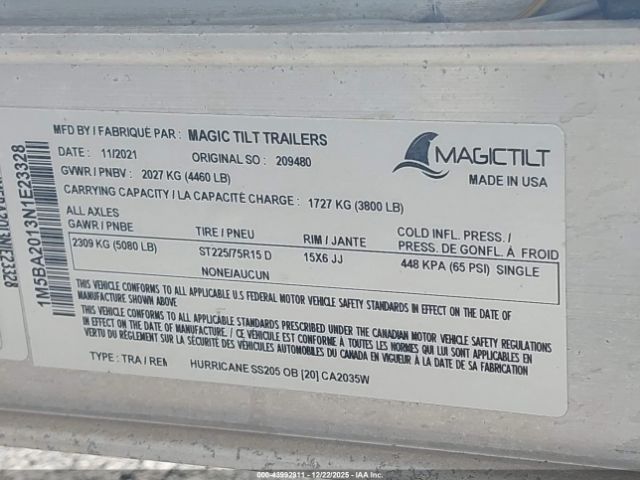 MFD BY / FABRIQUÉ PAR : MAGIC TILT TRAILERS
DATE : 11/2021 ORIGINAL SO : 209480
GVWR / PNBV : 2027 KG (4460 LB)
CARRYING CAPACITY / LA CAPACITÉ CHARGE : 1727 KG (3800 LB)
MAGICTILT
MADE IN USA
ALL AXLES
GAWR / PNBE TIRE / PNEU RIM / JANTE COLD INFL. PRESS. /
PRESS. DE GONFL. À FROID
2309 KG (5080 LB) ST225/75R15 D 15X6 JJ 448 KPA (65 PSI) SINGLE
NONE/AUCUN
THIS VEHICLE CONFORMS TO ALL APPLICABLE U.S FEDERAL MOTOR VEHICLE SAFETY STANDARDS IN EFFECT ON THE
DATE OF MANUFACTURE SHOWN ABOVE
THIS VEHICLE CONFORMS TO ALL APPLICABLE STANDARDS PRESCRIBED UNDER THE CANADIAN MOTOR VEHICLE SAFETY REGULATIONS
IN EFFECT ON THE DATE OF MANUFACTURE / CE VÉHICULE EST CONFORME À TOUTES LES NORMES QUI LUI SONT APPLICABLES EN
VERTU DU RÈGLEMENT SUR LA SÉCURITÉ DES VÉHICULES AUTOMOBILES DU CANADA EN VIGUEUR À LA DATE DE SA FABRICATION
TYPE : TRA / REM HURRICANE SS205 OB [20] CA2035W
1M5BA2013N1E23328
000-43992911 - 12/22/2025 - IAAI.COM